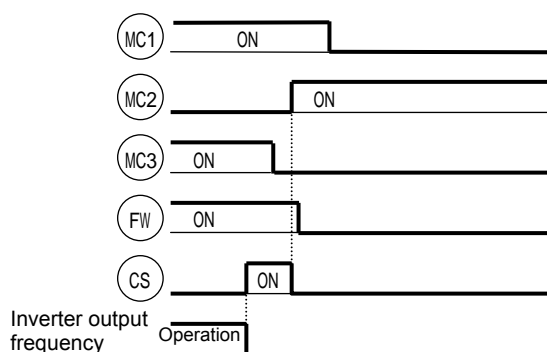 MC1 ON
MC2 ON
MC3 ON
FW ON
CS ON
Inverter output
frequency Operation